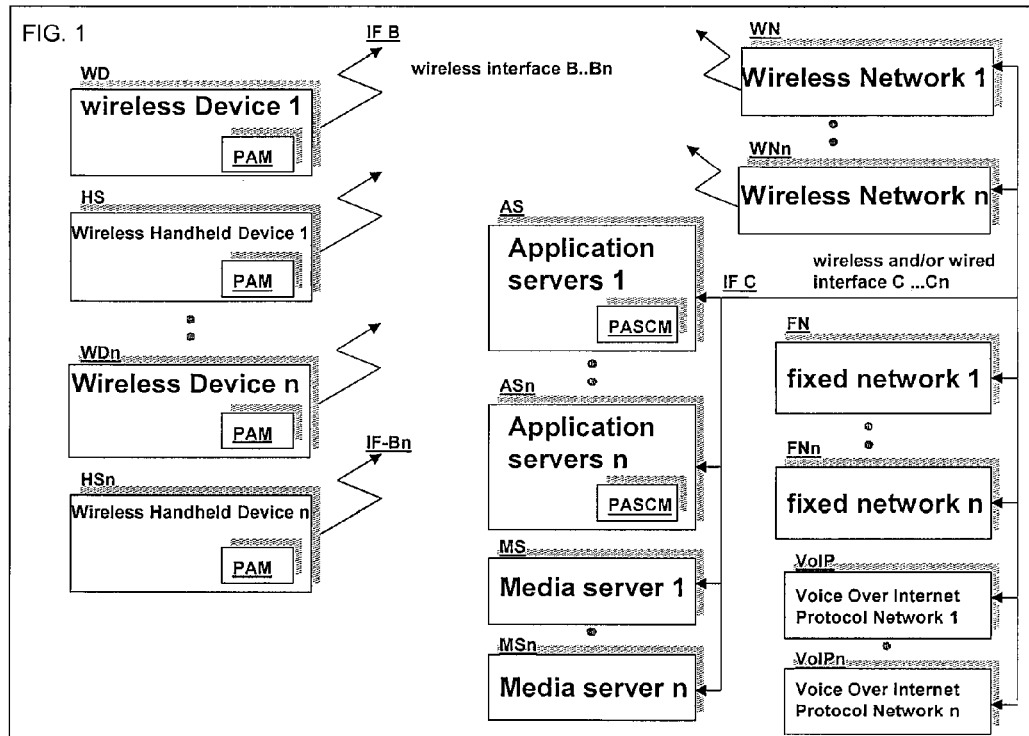 FIG. 1
IF B
wireless interface B..Bn
WD
wireless Device 1
PAM
HS
Wireless Handheld Device 1
PAM
WDn
Wireless Device n
PAM
IF-Bn
HSn
Wireless Handheld Device n
PAM
AS
Application
servers 1
PASCM
ASn
Application
servers n
PASCM
MS
Media server 1
MSn
Media server n
WN
Wireless Network 1
WNn
Wireless Network n
wireless and/or wired
interface C ...Cn
IF C
FN
fixed network 1
FNn
fixed network n
VoIP
Voice Over Internet
Protocol Network 1
VoIPn
Voice Over Internet
Protocol Network n